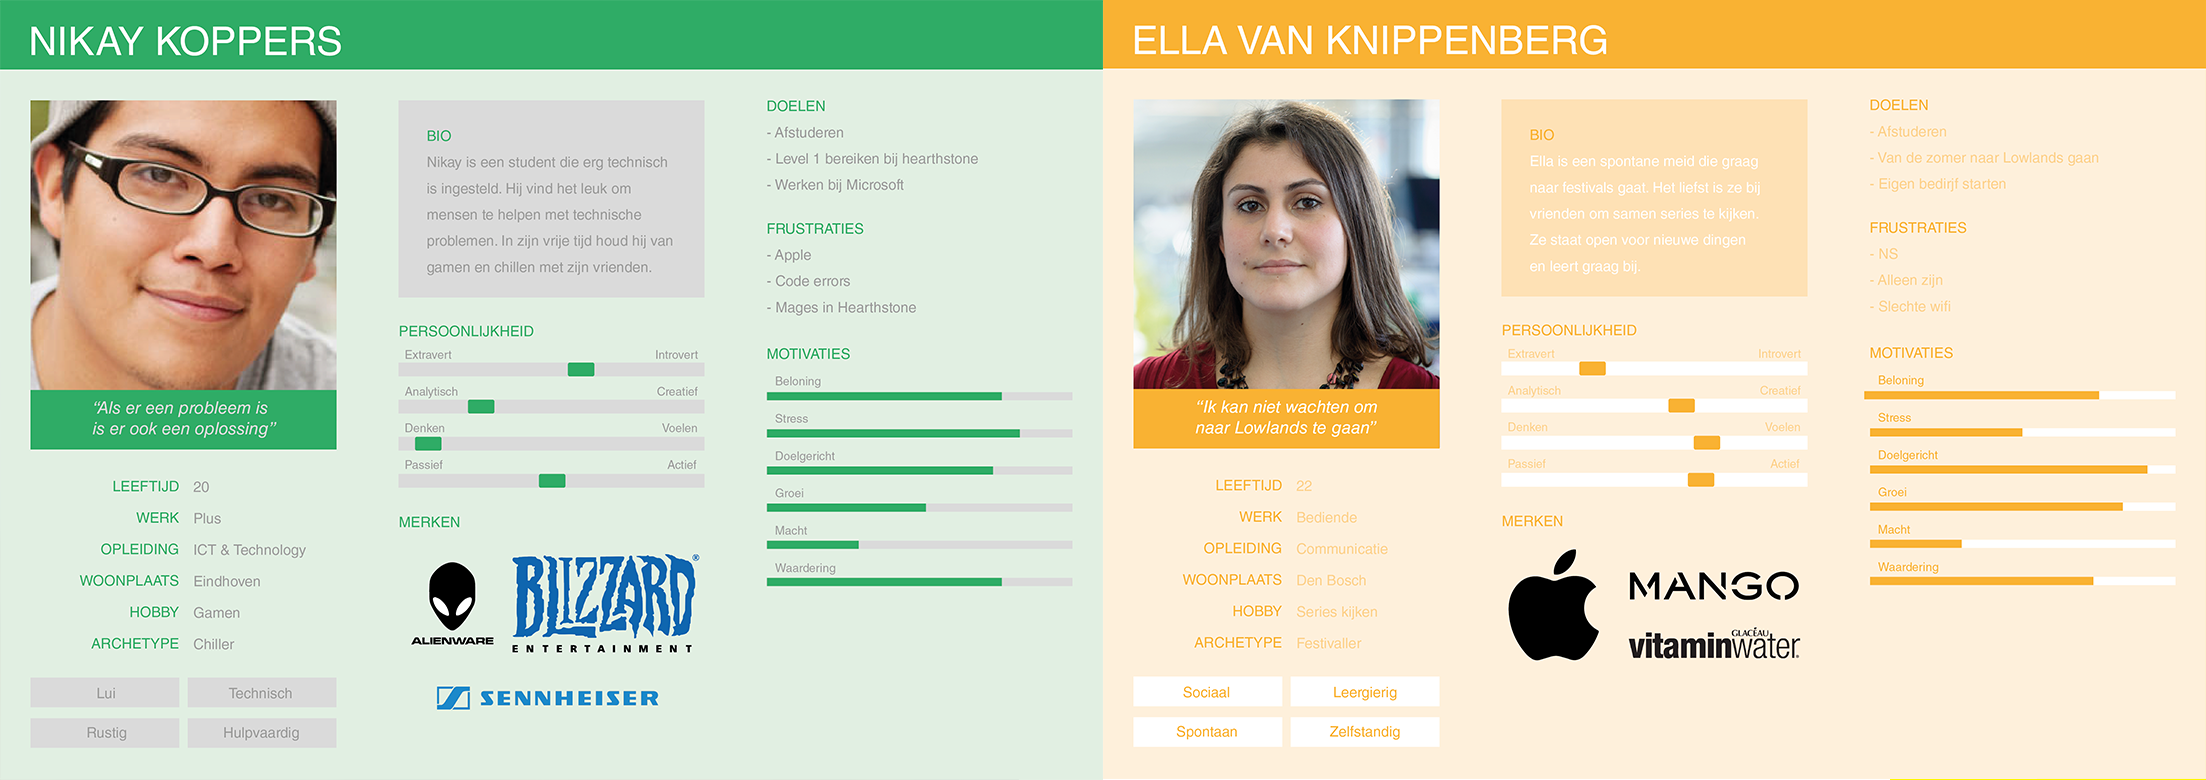 NIKAY KOPPERS
“Als er een probleem is
is er ook een oplossing”
LEEFTIJD 20
WERK Plus
OPLEIDING ICT & Technology
WOONPLAATS Eindhoven
HOBBY Gamen
ARCHETYPE Chiller
Lui Technisch
Rustig Hulpvaardig
BIO
Nikay is een student die erg technisch
is ingesteld. Hij vind het leuk om
mensen te helpen met technische
problemen. In zijn vrije tijd houd hij van
gamen en chillen met zijn vrienden.
PERSOONLIJKHEID
Extravert Introvert
Analytisch Creatief
Denken Voelen
Passief Actief
MERKEN
ALIENWARE
BLIZZARD®
ENTERTAINMENT
SENNHEISER
DOELEN
- Afstuderen
- Level 1 bereiken bij hearthstone
- Werken bij Microsoft
FRUSTRATIES
- Apple
- Code errors
- Mages in Hearthstone
MOTIVATIES
Beloning
Stress
Doelgericht
Groei
Macht
Waardering
ELLA VAN KNIPPENBERG
“Ik kan niet wachten om
naar Lowlands te gaan”
LEEFTIJD 22
WERK Bediende
OPLEIDING Communicatie
WOONPLAATS Den Bosch
HOBBY Series kijken
ARCHETYPE Festivaller
Sociaal Leergierig
Spontaan Zelfstandig
BIO
Ella is een spontane meid die graag
naar festivals gaat. Het liefst is ze bij
vrienden om samen series te kijken.
Ze staat open voor nieuwe dingen
en leert graag bij.
PERSOONLIJKHEID
Extravert Introvert
Analytisch Creatief
Denken Voelen
Passief Actief
MERKEN
MANGO
GLACÉAU
vitaminwater®
DOELEN
- Afstuderen
- Van de zomer naar Lowlands gaan
- Eigen bedirjf starten
FRUSTRATIES
- NS
- Alleen zijn
- Slechte wifi
MOTIVATIES
Beloning
Stress
Doelgericht
Groei
Macht
Waardering